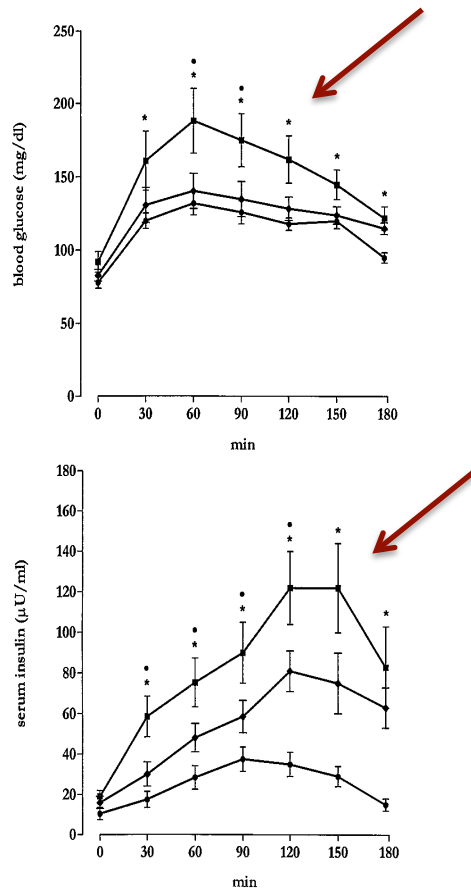 250
200
150
100
50
0
blood glucose (mg/dl)
• •
* * * * * *
0 30 60 90 120 150 180
min
180
160
140
120
100
80
60
40
20
0
serum insulin (µU/ml)
• • • •
* * * * * *
0 30 60 90 120 150 180
min